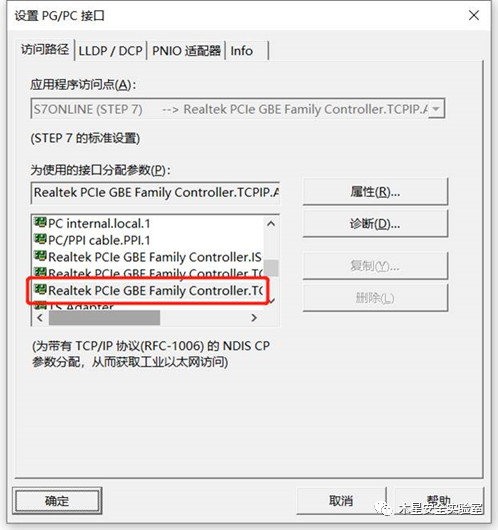 设置 PG/PC 接口
访问路径 LLDP / DCP PNIO 适配器 Info
应用程序访问点(A):
S7ONLINE (STEP 7) --> Realtek PCIe GBE Family Controller.TCPIP.A
(STEP 7 的标准设置)
为使用的接口分配参数(P):
Realtek PCIe GBE Family Controller.TCPIP.A
属性(R)...
PC internal.local.1
PC/PPI cable.PPI.1
诊断(D)...
Realtek PCIe GBE Family Controller.IS
Realtek PCIe GBE Family Controller.TC
复制(Y)...
Realtek PCIe GBE Family Controller.TC
删除(L)
TS Adapter
(为带有 TCP/IP 协议(RFC-1006) 的 NDIS CP
参数分配，从而获取工业以太网访问)
确定 取消 帮助
木星安全实验室